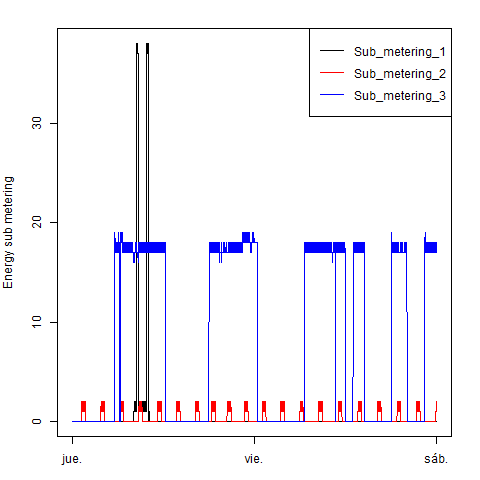 Sub_metering_1
Sub_metering_2
Sub_metering_3
Energy sub metering
30
20
10
0
jue.
vie.
sáb.